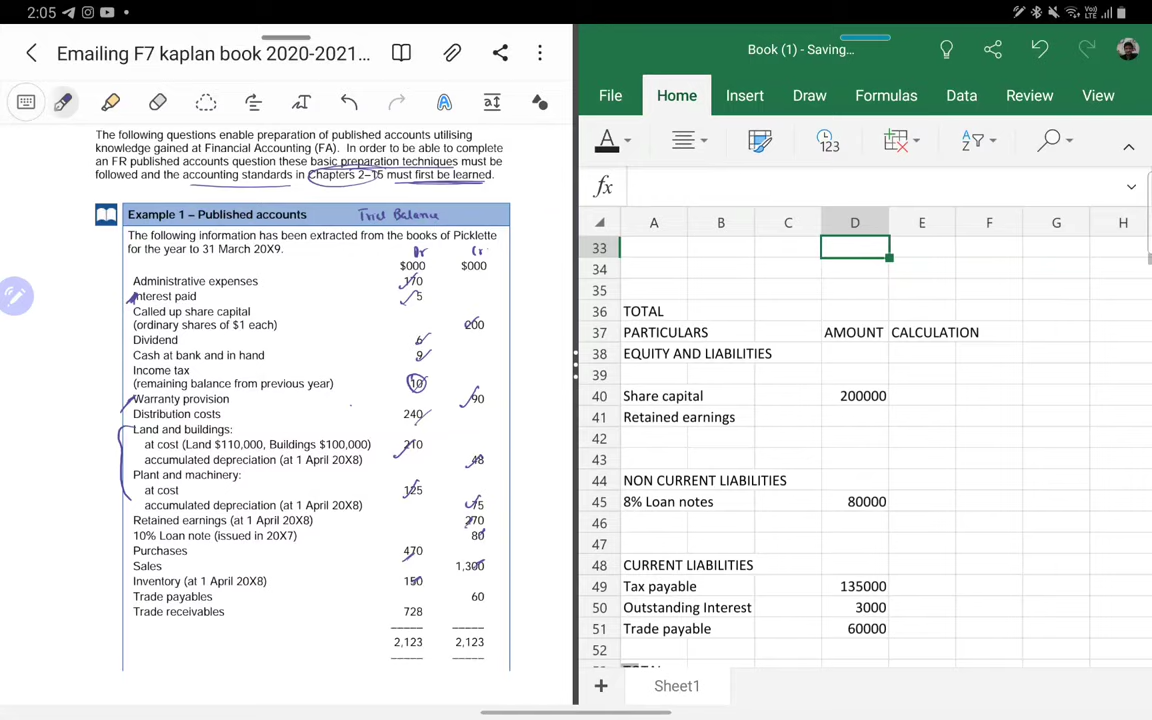 2:05
Emailing F7 kaplan book 2020-2021...
The following questions enable preparation of published accounts utilising
knowledge gained at Financial Accounting (FA). In order to be able to complete
an FR published accounts question these basic preparation techniques must be
followed and the accounting standards in Chapters 2–15 must first be learned.
Example 1 – Published accounts Trial Balance
The following information has been extracted from the books of Picklette
for the year to 31 March 20X9.
Dr Cr
$000 $000
Administrative expenses 170
Interest paid 5
Called up share capital
(ordinary shares of $1 each) 200
Dividend 6
Cash at bank and in hand 9
Income tax
(remaining balance from previous year) 10
Warranty provision 90
Distribution costs 240
Land and buildings:
at cost (Land $110,000, Buildings $100,000) 210
accumulated depreciation (at 1 April 20X8) 48
Plant and machinery:
at cost 125
accumulated depreciation (at 1 April 20X8) 75
Retained earnings (at 1 April 20X8) 270
10% Loan note (issued in 20X7) 80
Purchases 470
Sales 1,300
Inventory (at 1 April 20X8) 150
Trade payables 60
Trade receivables 728
2,123 2,123
Book (1) - Saving...
File Home Insert Draw Formulas Data Review View
A 123 A Z
fx
A B C D E F G H
33
34
35
36 TOTAL
37 PARTICULARS AMOUNT CALCULATION
38 EQUITY AND LIABILITIES
39
40 Share capital 200000
41 Retained earnings
42
43
44 NON CURRENT LIABILITIES
45 8% Loan notes 80000
46
47
48 CURRENT LIABILITIES
49 Tax payable 135000
50 Outstanding Interest 3000
51 Trade payable 60000
52
Sheet1